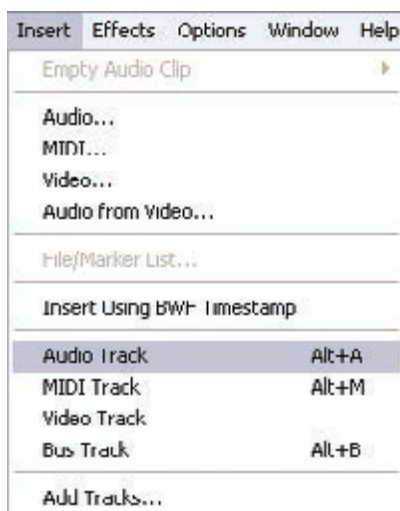 Insert Effects Options Window Help
Empty Audio Clip
Audio...
MIDI...
Video...
Audio from Video...
File/Marker List...
Insert Using BWF Timestamp
Audio Track Alt+A
MIDI Track Alt+M
Video Track
Bus Track Alt+B
Add Tracks...